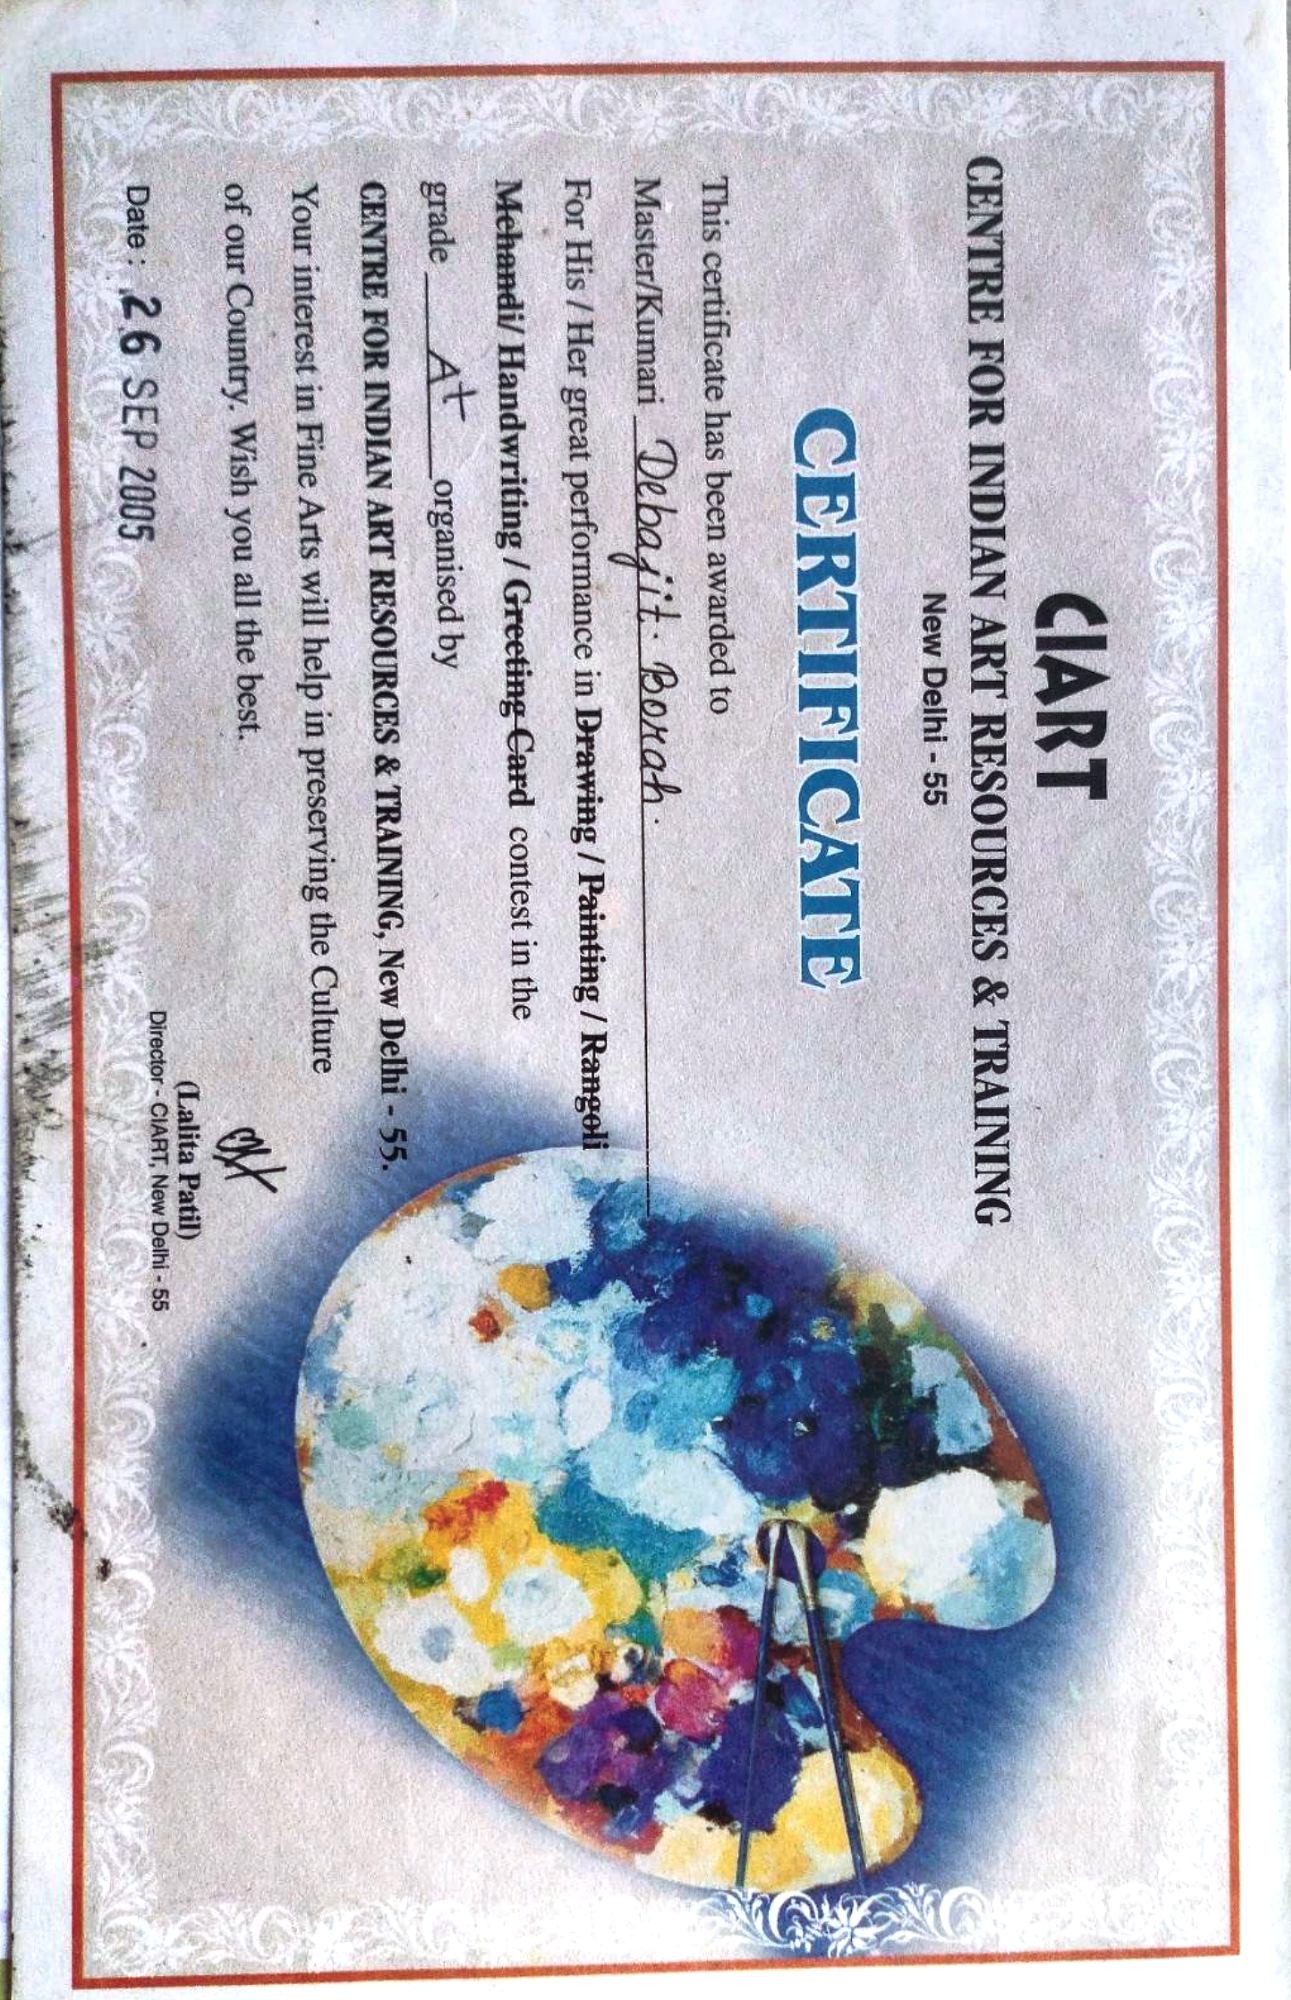 CIART
CENTRE FOR INDIAN ART RESOURCES & TRAINING
New Delhi - 55
CERTIFICATE
This certificate has been awarded to
Master/Kumari Debajit. Borah.
For His / Her great performance in Drawing / Painting / Rangoli
Mehandi/ Handwriting / Greeting Card contest in the
grade A+ organised by
CENTRE FOR INDIAN ART RESOURCES & TRAINING, New Delhi - 55.
Your interest in Fine Arts will help in preserving the Culture
of our Country. Wish you all the best.
(Lalita Patil)
Date : 26 SEP 2005
Director - CIART, New Delhi - 55